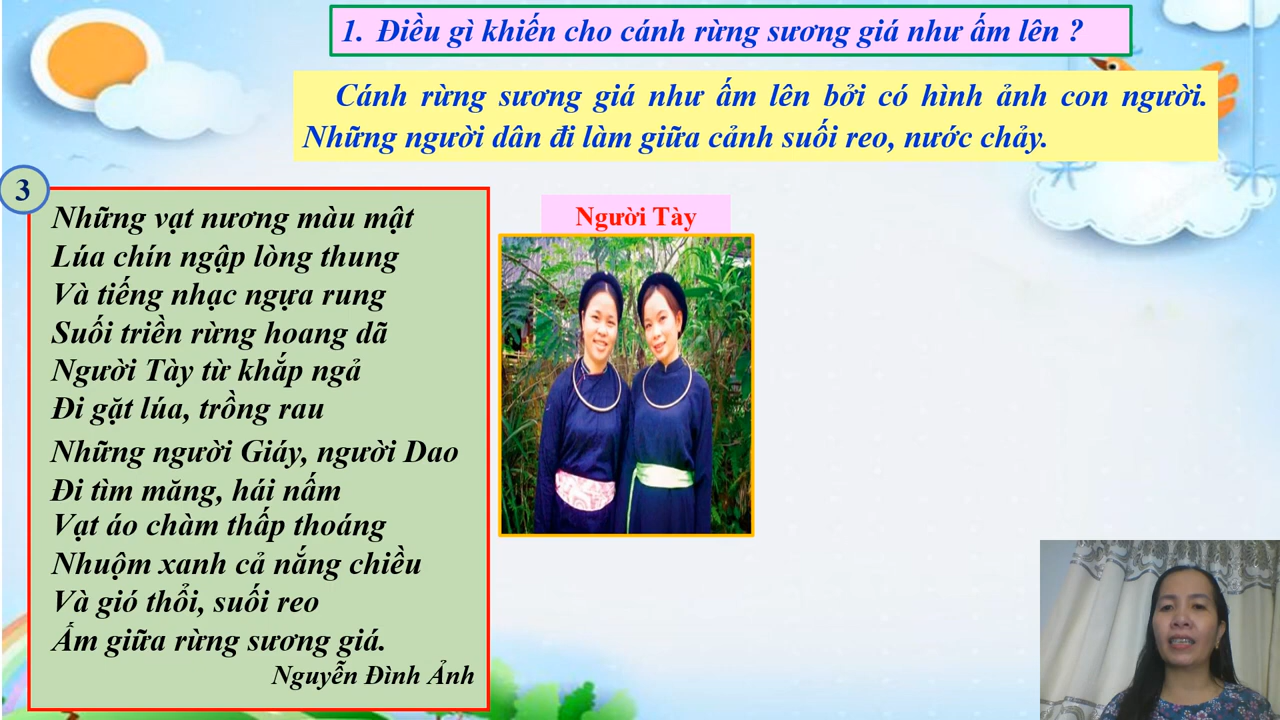 1. Điều gì khiến cho cánh rừng sương giá như ấm lên ?
Cánh rừng sương giá như ấm lên bởi có hình ảnh con người.
Những người dân đi làm giữa cảnh suối reo, nước chảy.
3
Những vạt nương màu mật
Lúa chín ngập lòng thung
Và tiếng nhạc ngựa rung
Suối triền rừng hoang dã
Người Tày từ khắp ngả
Đi gặt lúa, trồng rau
Những người Giáy, người Dao
Đi tìm măng, hái nấm
Vạt áo chàm thấp thoáng
Nhuộm xanh cả nắng chiều
Và gió thổi, suối reo
Ấm giữa rừng sương giá.
Nguyễn Đình Ảnh
Người Tày